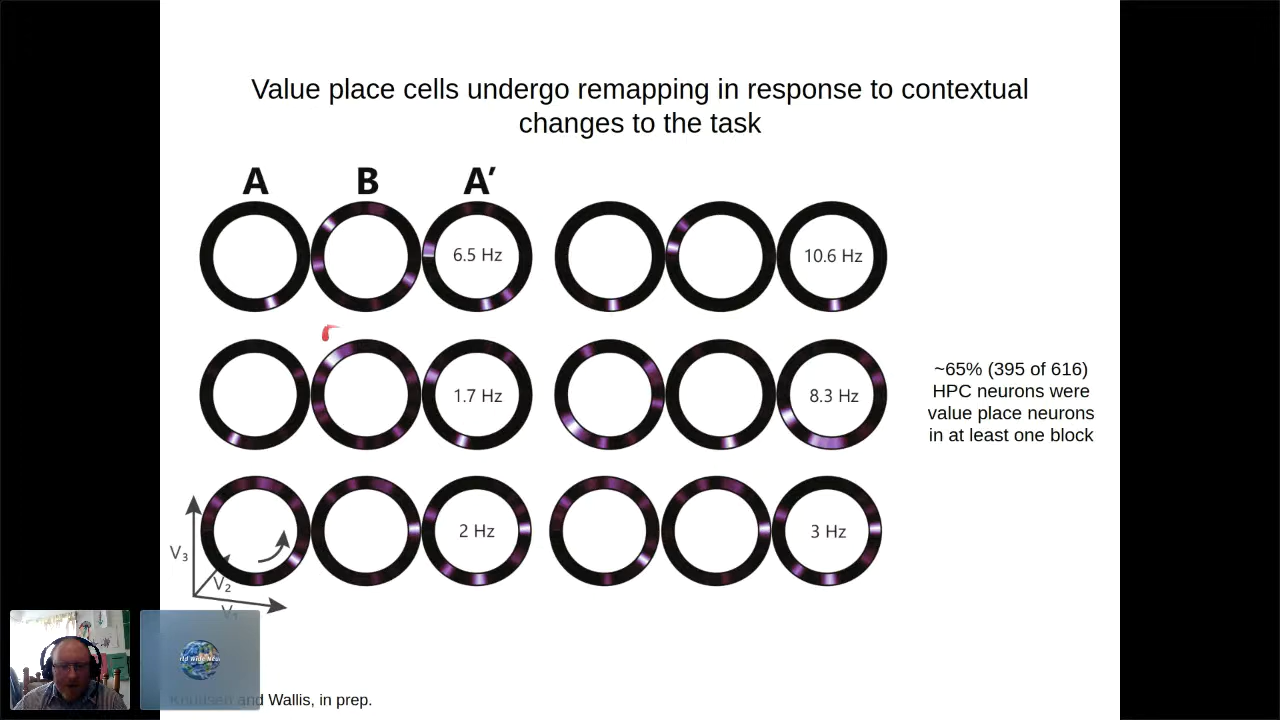 Value place cells undergo remapping in response to contextual
changes to the task
A B A′
6.5 Hz 10.6 Hz
1.7 Hz 8.3 Hz
~65% (395 of 616)
HPC neurons were
value place neurons
in at least one block
2 Hz 3 Hz
V₃
V₂
V₁
Knudsen and Wallis, in prep.